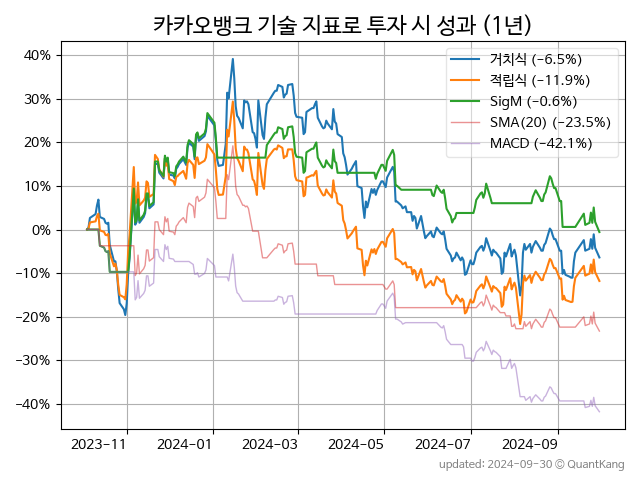 카카오뱅크 기술 지표로 투자 시 성과 (1년)
거치식 (−6.5%)
적립식 (−11.9%)
SigM (−0.6%)
SMA(20) (−23.5%)
MACD (−42.1%)
40%
30%
20%
10%
0%
−10%
−20%
−30%
−40%
2023-11
2024-01
2024-03
2024-05
2024-07
2024-09
updated: 2024-09-30 © QuantKang